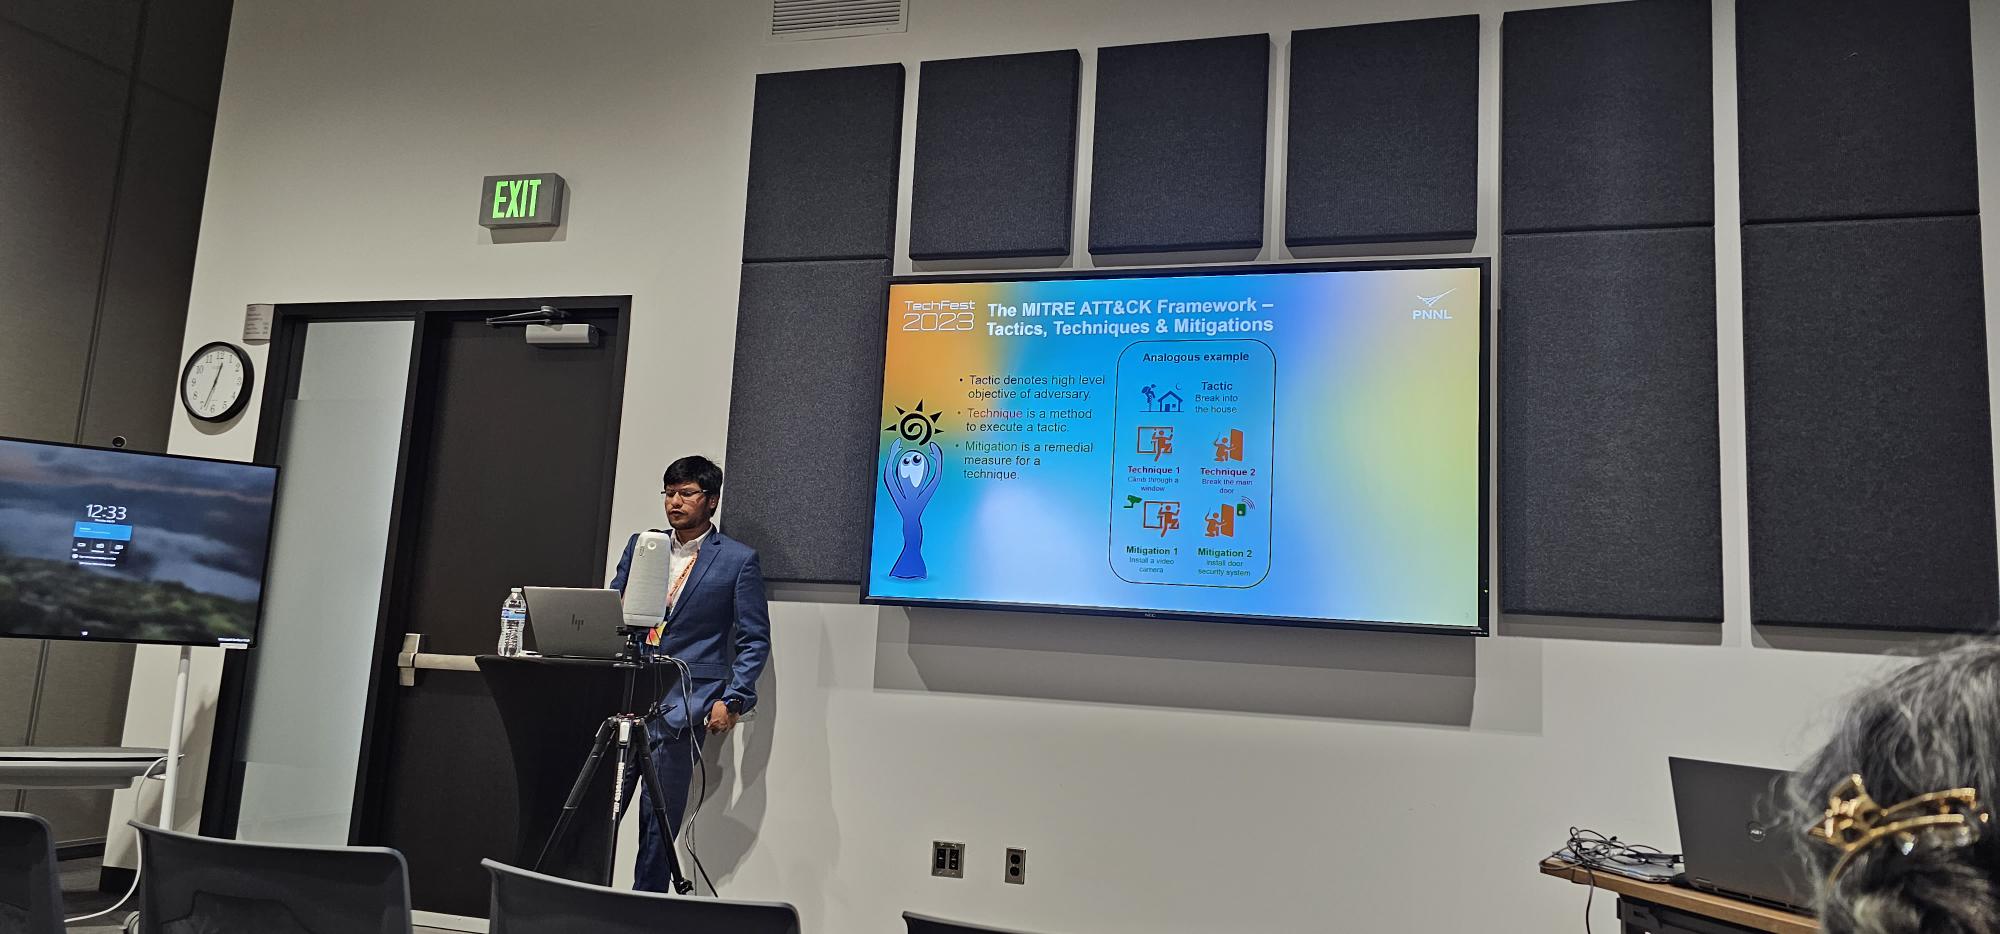 EXIT
TechFest
2023
The MITRE ATT&CK Framework –
Tactics, Techniques & Mitigations
PNNL
• Tactic denotes high level
objective of adversary.
• Technique is a method
to execute a tactic.
• Mitigation is a remedial
measure for a
technique.
Analogous example
Tactic
Break into
the house
Technique 1
Climb through a
window
Technique 2
Break the main
door
Mitigation 1
Install a video
camera
Mitigation 2
Install door
security system
12:33
hp
NEC
DELL